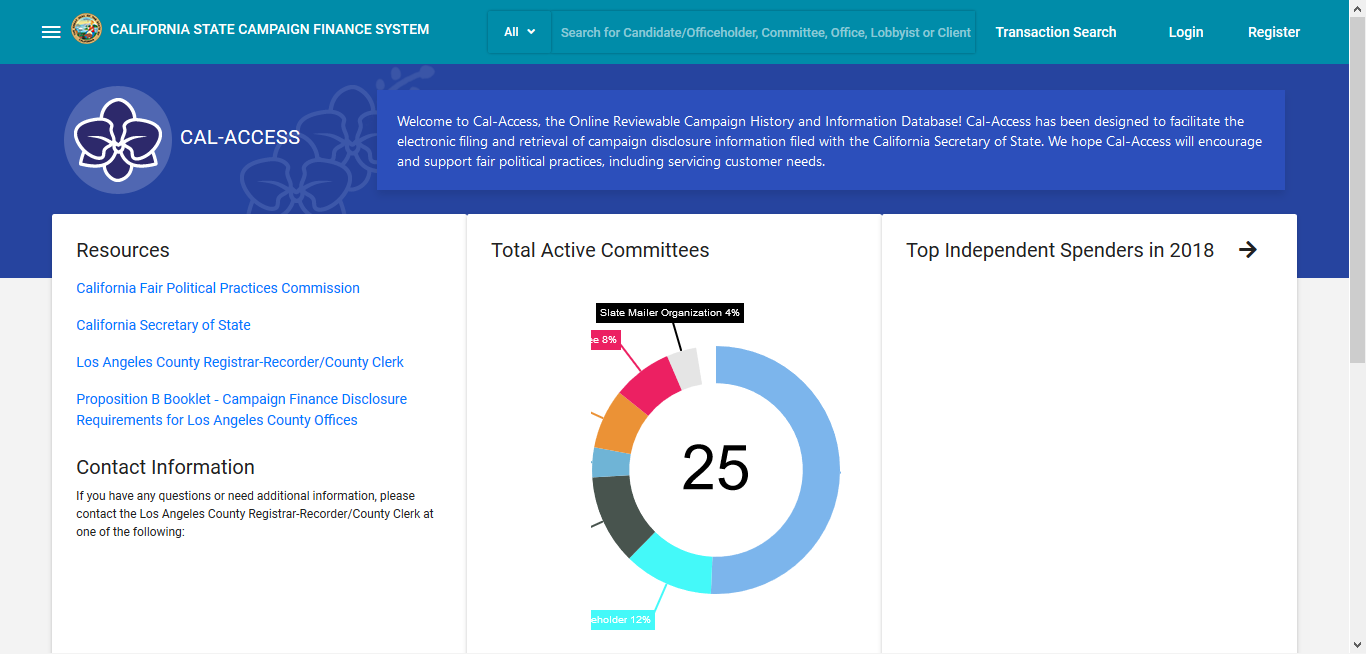 CALIFORNIA STATE CAMPAIGN FINANCE SYSTEM
All
Search for Candidate/Officeholder, Committee, Office, Lobbyist or Client
Transaction Search
Login
Register
CAL-ACCESS
Welcome to Cal-Access, the Online Reviewable Campaign History and Information Database! Cal-Access has been designed to facilitate the
electronic filing and retrieval of campaign disclosure information filed with the California Secretary of State. We hope Cal-Access will encourage
and support fair political practices, including servicing customer needs.
Resources
California Fair Political Practices Commission
California Secretary of State
Los Angeles County Registrar-Recorder/County Clerk
Proposition B Booklet - Campaign Finance Disclosure
Requirements for Los Angeles County Offices
Contact Information
If you have any questions or need additional information, please
contact the Los Angeles County Registrar-Recorder/County Clerk at
one of the following:
Total Active Committees
Slate Mailer Organization 4%
ee 8%
25
eholder 12%
Top Independent Spenders in 2018